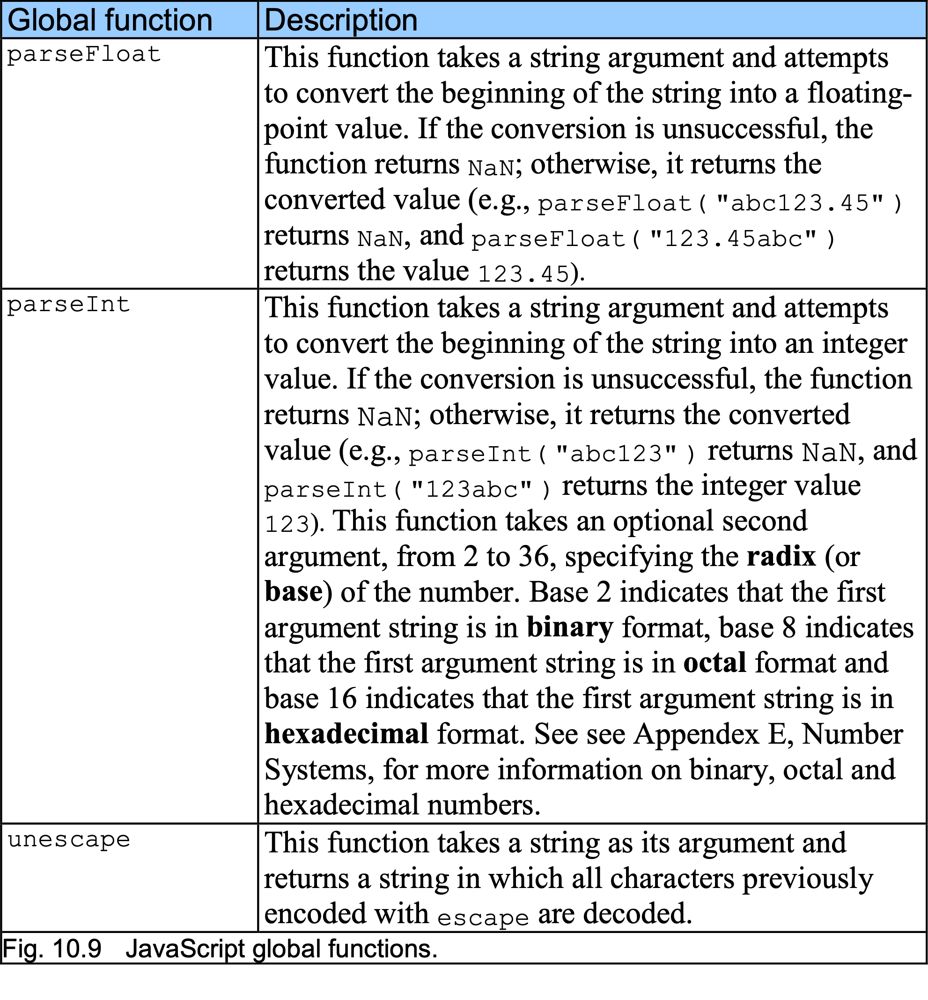 Global function Description
parseFloat This function takes a string argument and attempts
to convert the beginning of the string into a floating-
point value. If the conversion is unsuccessful, the
function returns NaN; otherwise, it returns the
converted value (e.g., parseFloat( "abc123.45" )
returns NaN, and parseFloat( "123.45abc" )
returns the value 123.45).
parseInt This function takes a string argument and attempts
to convert the beginning of the string into an integer
value. If the conversion is unsuccessful, the function
returns NaN; otherwise, it returns the converted
value (e.g., parseInt( "abc123" ) returns NaN, and
parseInt( "123abc" ) returns the integer value
123). This function takes an optional second
argument, from 2 to 36, specifying the radix (or
base) of the number. Base 2 indicates that the first
argument string is in binary format, base 8 indicates
that the first argument string is in octal format and
base 16 indicates that the first argument string is in
hexadecimal format. See see Appendex E, Number
Systems, for more information on binary, octal and
hexadecimal numbers.
unescape This function takes a string as its argument and
returns a string in which all characters previously
encoded with escape are decoded.
Fig. 10.9 JavaScript global functions.